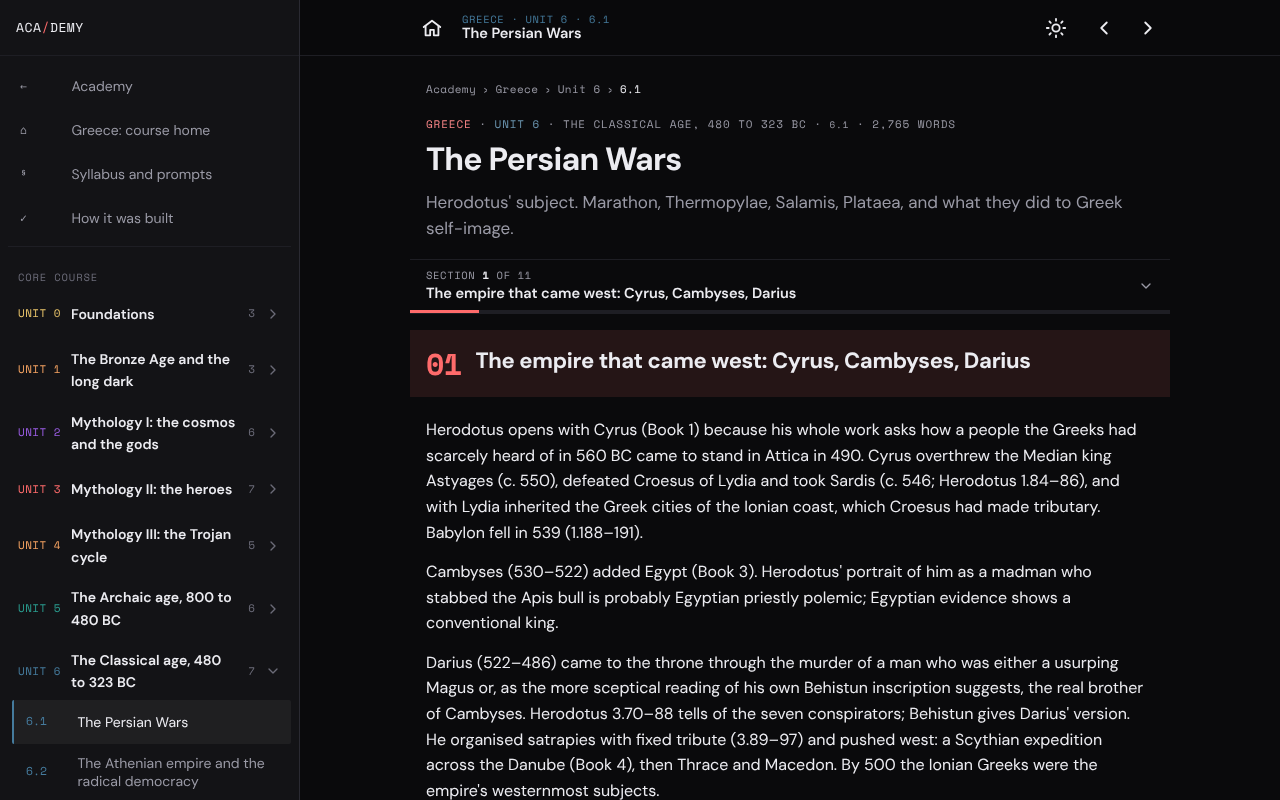 ACA/DEMY
← Academy
⌂ Greece: course home
§ Syllabus and prompts
✓ How it was built
CORE COURSE
UNIT 0 Foundations 3
UNIT 1 The Bronze Age and the long dark 3
UNIT 2 Mythology I: the cosmos and the gods 6
UNIT 3 Mythology II: the heroes 7
UNIT 4 Mythology III: the Trojan cycle 5
UNIT 5 The Archaic age, 800 to 480 BC 6
UNIT 6 The Classical age, 480 to 323 BC 7
6.1 The Persian Wars
6.2 The Athenian empire and the radical democracy
GREECE · UNIT 6 · 6.1
The Persian Wars
Academy › Greece › Unit 6 › 6.1
GREECE · UNIT 6 · THE CLASSICAL AGE, 480 TO 323 BC · 6.1 · 2,765 WORDS
The Persian Wars
Herodotus' subject. Marathon, Thermopylae, Salamis, Plataea, and what they did to Greek
self-image.
SECTION 1 OF 11
The empire that came west: Cyrus, Cambyses, Darius
01 The empire that came west: Cyrus, Cambyses, Darius
Herodotus opens with Cyrus (Book 1) because his whole work asks how a people the Greeks had
scarcely heard of in 560 BC came to stand in Attica in 490. Cyrus overthrew the Median king
Astyages (c. 550), defeated Croesus of Lydia and took Sardis (c. 546; Herodotus 1.84–86), and
with Lydia inherited the Greek cities of the Ionian coast, which Croesus had made tributary.
Babylon fell in 539 (1.188–191).
Cambyses (530–522) added Egypt (Book 3). Herodotus' portrait of him as a madman who
stabbed the Apis bull is probably Egyptian priestly polemic; Egyptian evidence shows a
conventional king.
Darius (522–486) came to the throne through the murder of a man who was either a usurping
Magus or, as the more sceptical reading of his own Behistun inscription suggests, the real brother
of Cambyses. Herodotus 3.70–88 tells of the seven conspirators; Behistun gives Darius' version.
He organised satrapies with fixed tribute (3.89–97) and pushed west: a Scythian expedition
across the Danube (Book 4), then Thrace and Macedon. By 500 the Ionian Greeks were the
empire's westernmost subjects.